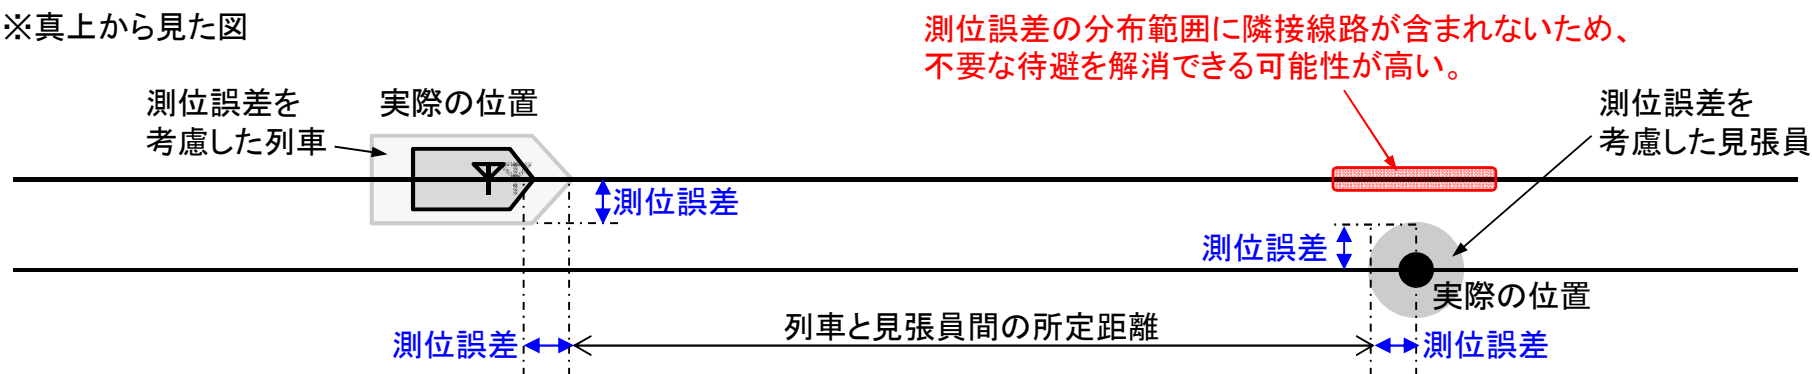 ※真上から見た図
測位誤差の分布範囲に隣接線路が含まれないため、
不要な待避を解消できる可能性が高い。
測位誤差を
考慮した列車
実際の位置
測位誤差を
考慮した見張員
測位誤差
測位誤差
実際の位置
測位誤差
列車と見張員間の所定距離
測位誤差